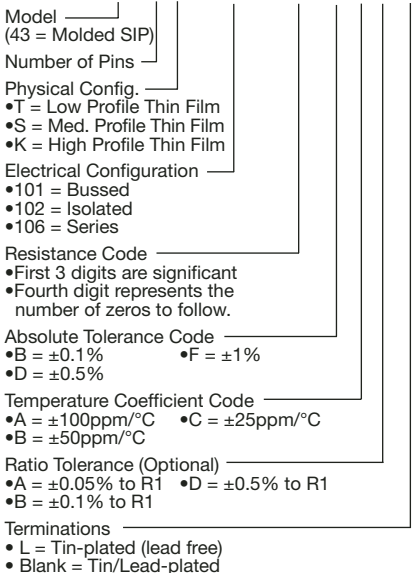 Model
(43 = Molded SIP)
Number of Pins
Physical Config.
•T = Low Profile Thin Film
•S = Med. Profile Thin Film
•K = High Profile Thin Film
Electrical Configuration
•101 = Bussed
•102 = Isolated
•106 = Series
Resistance Code
•First 3 digits are significant
•Fourth digit represents the
number of zeros to follow.
Absolute Tolerance Code
•B = ±0.1% •F = ±1%
•D = ±0.5%
Temperature Coefficient Code
•A = ±100ppm/°C •C = ±25ppm/°C
•B = ±50ppm/°C
Ratio Tolerance (Optional)
•A = ±0.05% to R1 •D = ±0.5% to R1
•B = ±0.1% to R1
Terminations
• L = Tin-plated (lead free)
• Blank = Tin/Lead-plated